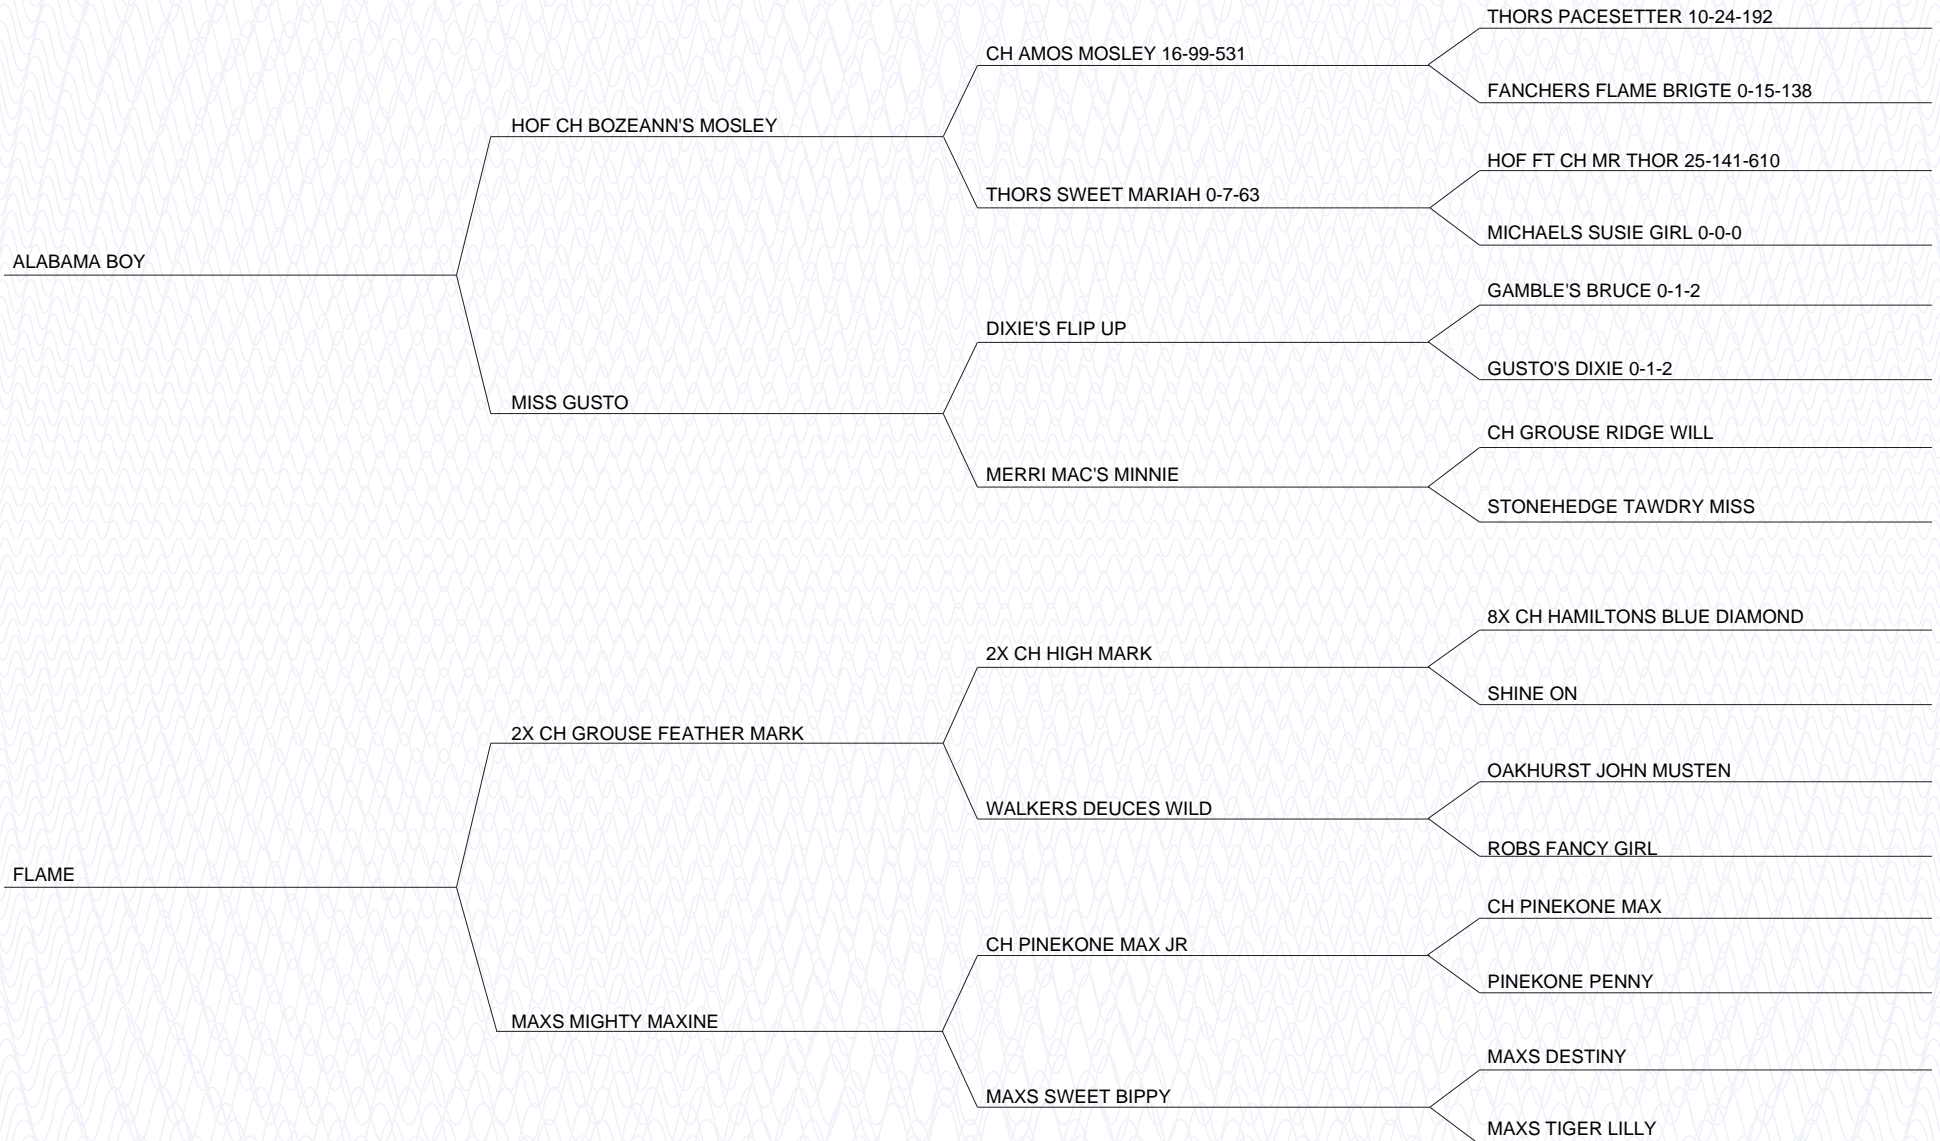 THORS PACESETTER 10-24-192
CH AMOS MOSLEY 16-99-531
FANCHERS FLAME BRIGTE 0-15-138
HOF CH BOZEANN'S MOSLEY
HOF FT CH MR THOR 25-141-610
THORS SWEET MARIAH 0-7-63
MICHAELS SUSIE GIRL 0-0-0
ALABAMA BOY
GAMBLE'S BRUCE 0-1-2
DIXIE'S FLIP UP
GUSTO'S DIXIE 0-1-2
MISS GUSTO
CH GROUSE RIDGE WILL
MERRI MAC'S MINNIE
STONEHEDGE TAWDRY MISS
8X CH HAMILTONS BLUE DIAMOND
2X CH HIGH MARK
SHINE ON
2X CH GROUSE FEATHER MARK
OAKHURST JOHN MUSTEN
WALKERS DEUCES WILD
ROBS FANCY GIRL
FLAME
CH PINEKONE MAX
CH PINEKONE MAX JR
PINEKONE PENNY
MAXS MIGHTY MAXINE
MAXS DESTINY
MAXS SWEET BIPPY
MAXS TIGER LILLY